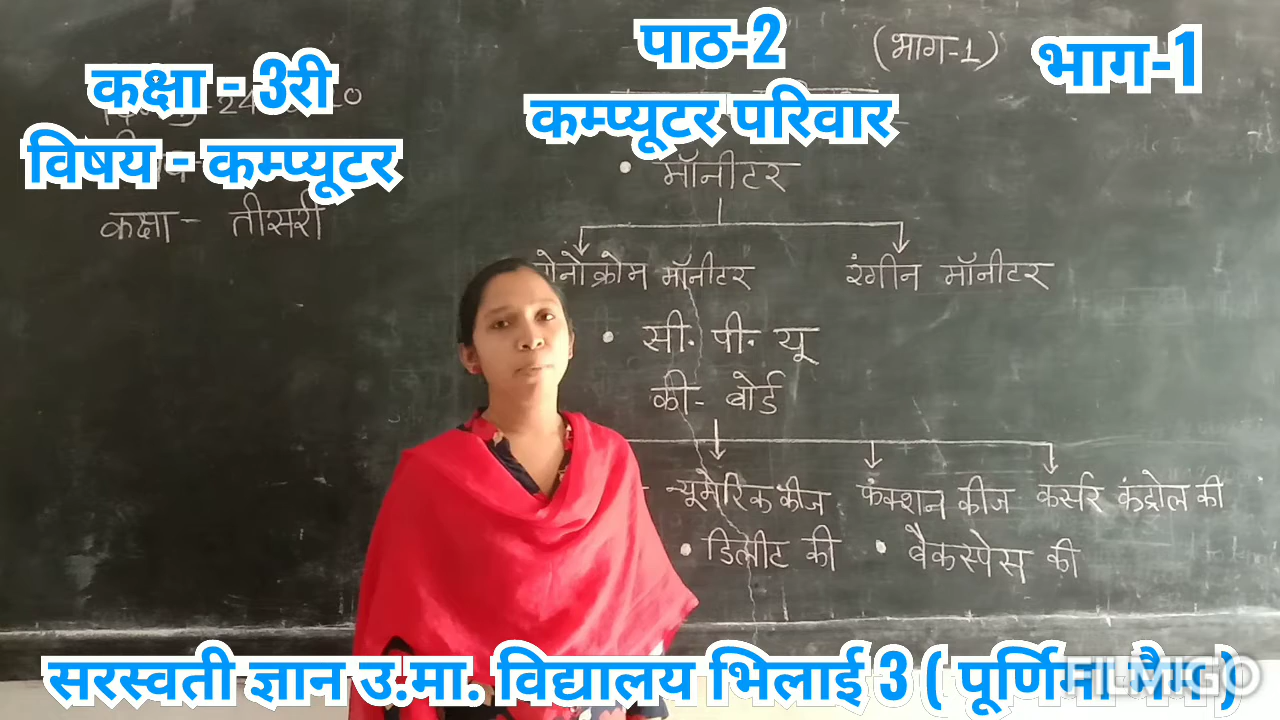 कक्षा - 3री
विषय - कम्प्यूटर
कक्षा - तीसरी
पाठ-2
कम्प्यूटर परिवार
(भाग-1)
भाग-1
• मॉनीटर
मोनोक्रोम मॉनीटर रंगीन मॉनीटर
• सी. पी. यू
की- बोर्ड
न्यूमेरिक कीज फंक्शन कीज कर्सर कंट्रोल की
• डिलीट की • बैकस्पेस की
सरस्वती ज्ञान उ.मा. विद्यालय भिलाई 3 ( पूर्णिमा मैम )
FILMIGO